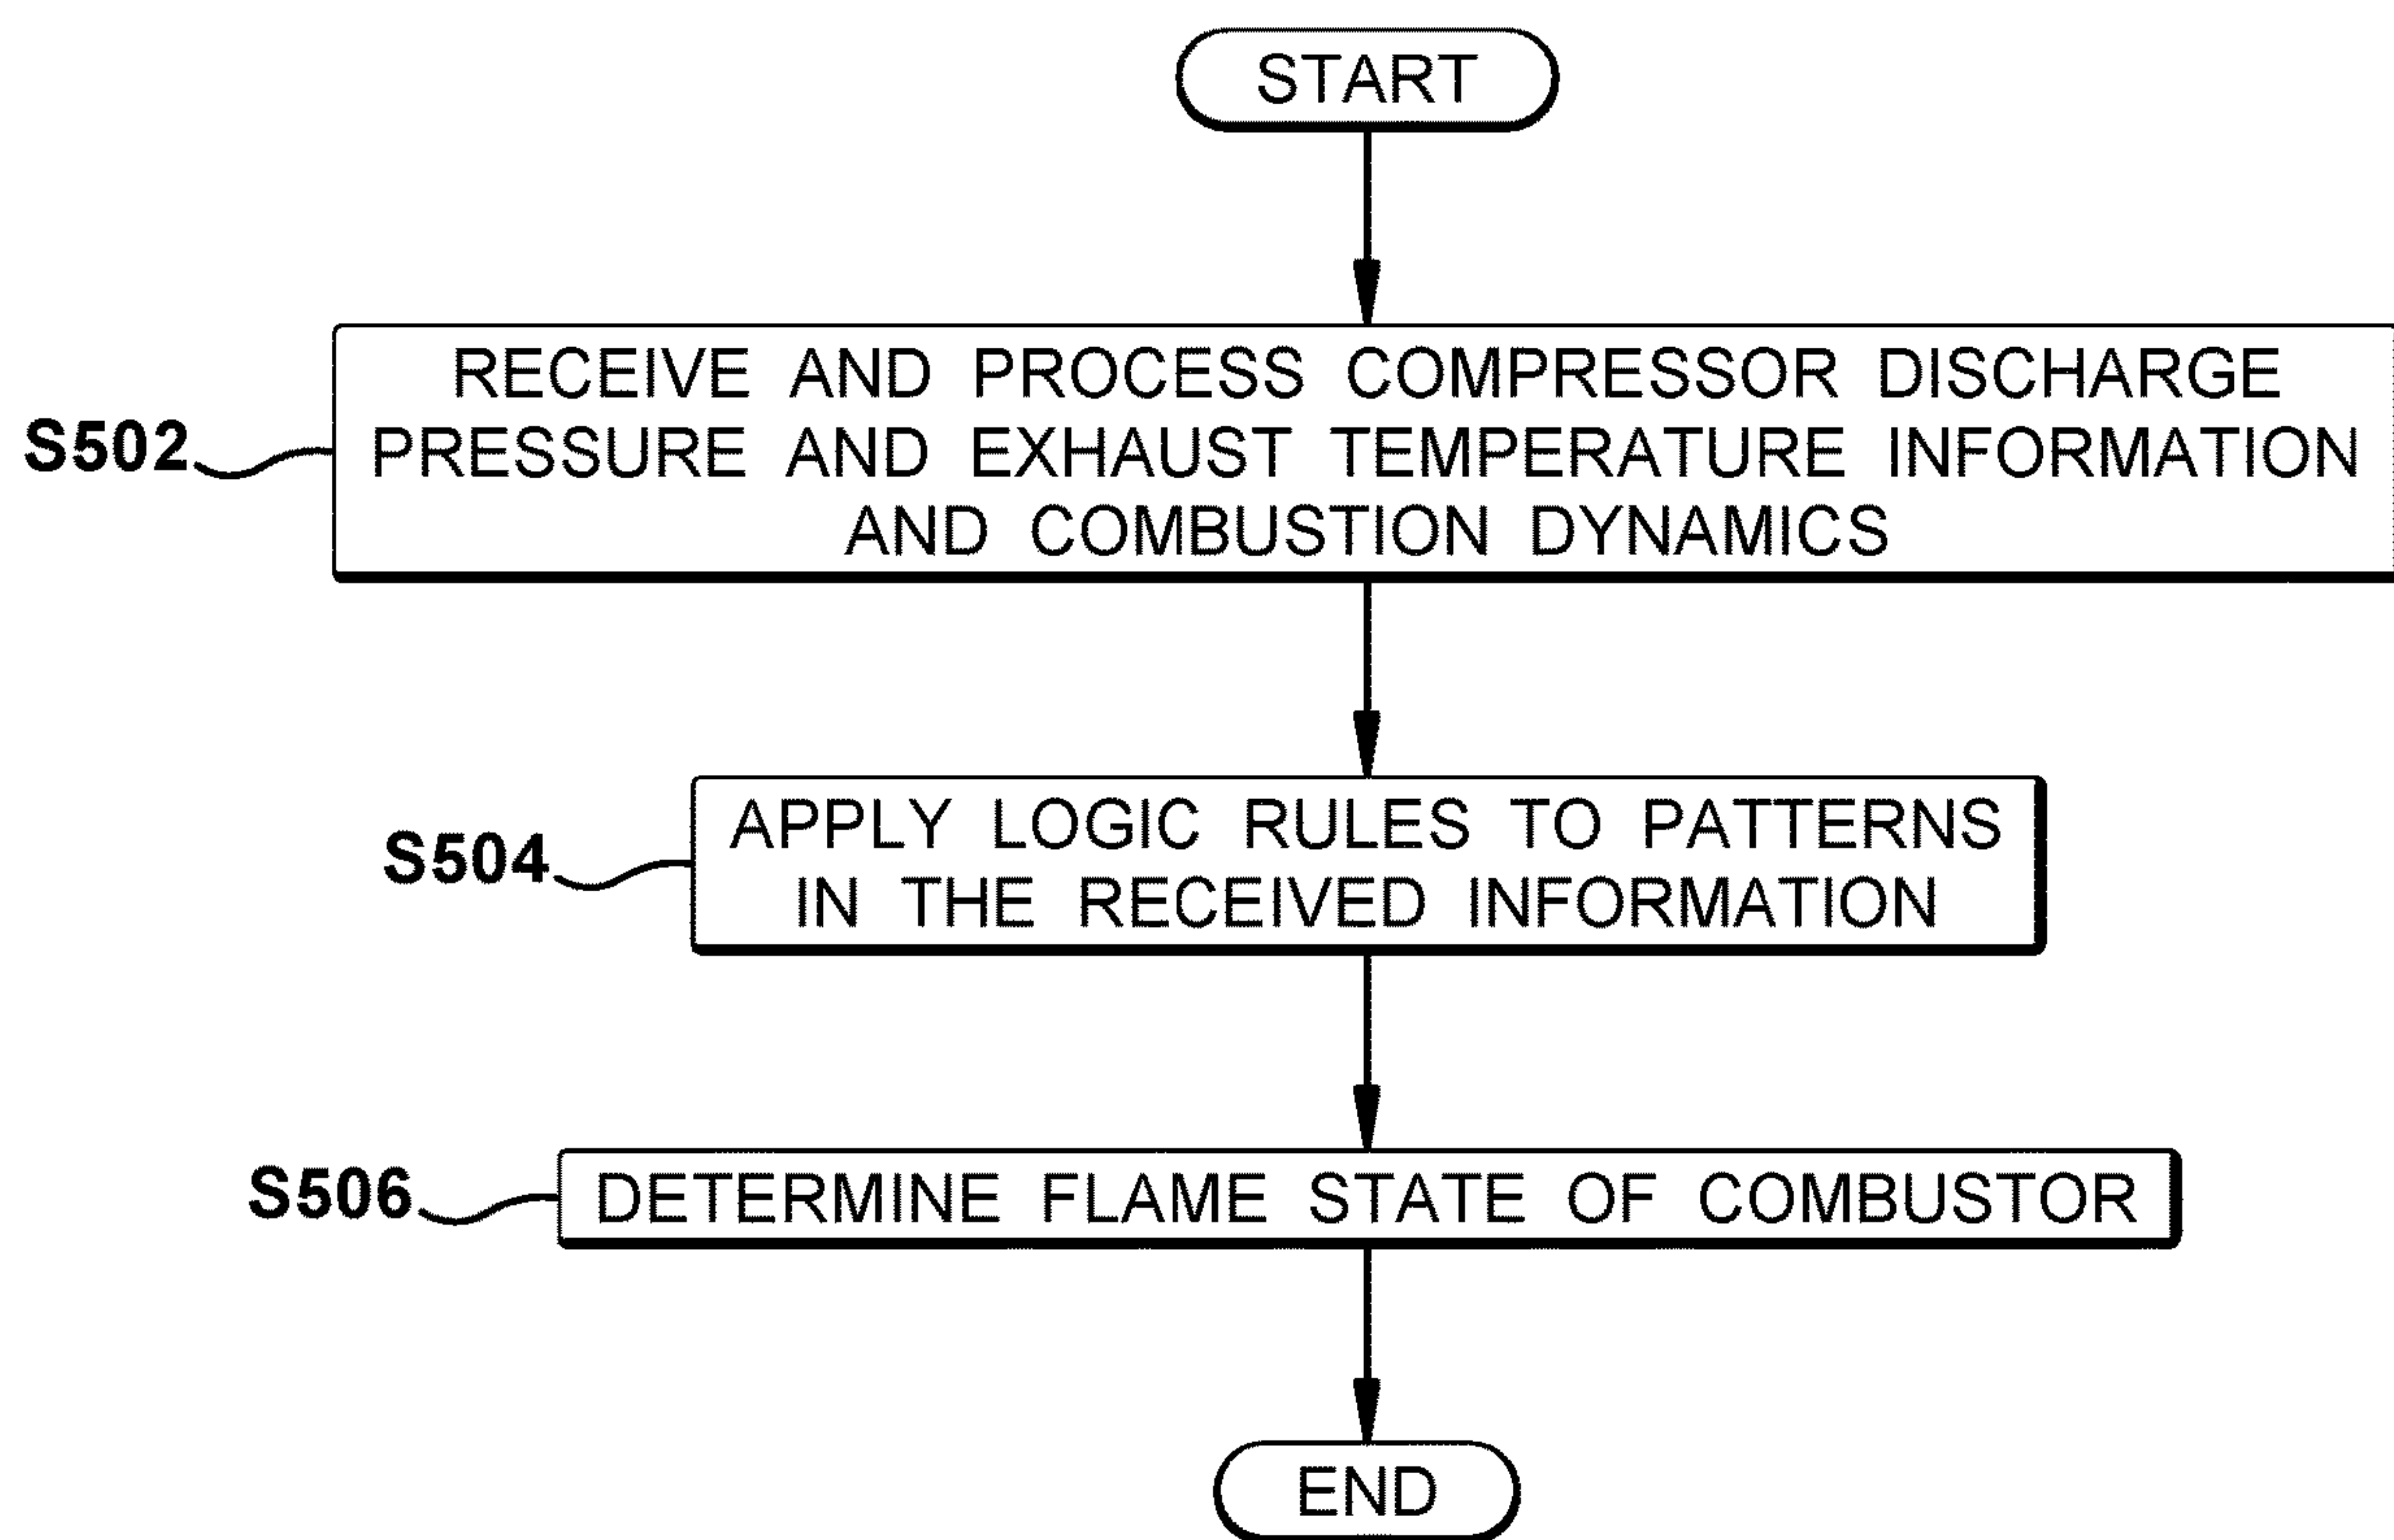 START
RECEIVE AND PROCESS COMPRESSOR DISCHARGE
S502 PRESSURE AND EXHAUST TEMPERATURE INFORMATION
AND COMBUSTION DYNAMICS
APPLY LOGIC RULES TO PATTERNS
S504
IN THE RECEIVED INFORMATION
S506 DETERMINE FLAME STATE OF COMBUSTOR
END